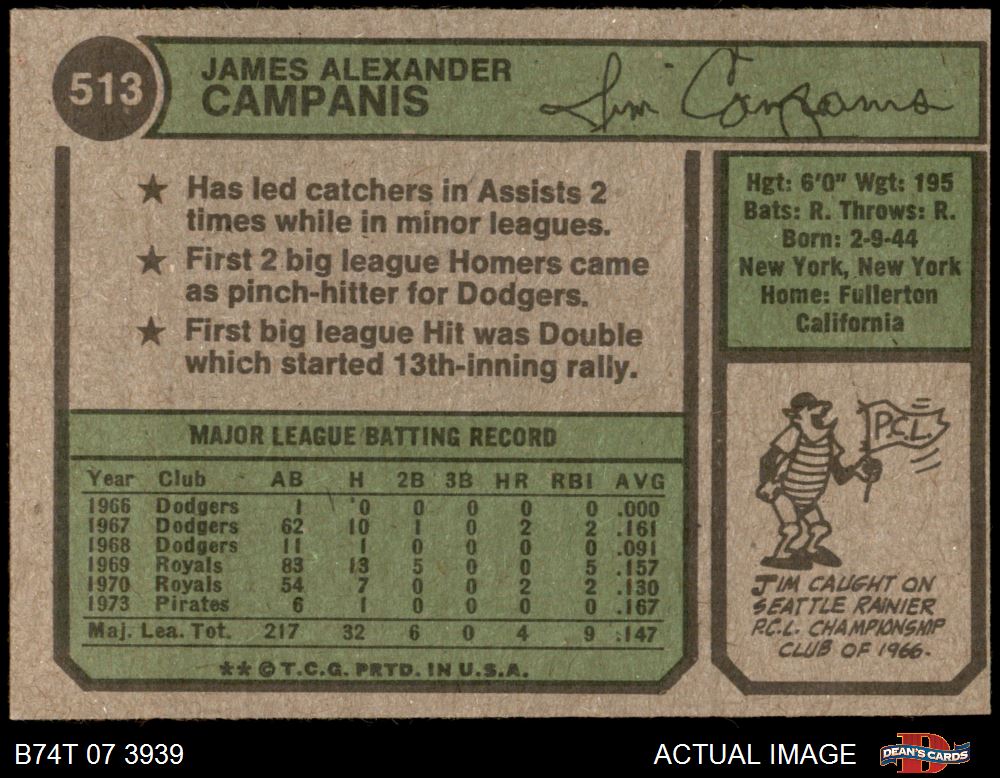 513
JAMES ALEXANDER
CAMPANIS
Jim Campanis
★ Has led catchers in Assists 2
times while in minor leagues.
★ First 2 big league Homers came
as pinch-hitter for Dodgers.
★ First big league Hit was Double
which started 13th-inning rally.
Hgt: 6'0" Wgt: 195
Bats: R. Throws: R.
Born: 2-9-44
New York, New York
Home: Fullerton
California
MAJOR LEAGUE BATTING RECORD
Year Club AB H 2B 3B HR RBI AVG
1966 Dodgers 1 0 0 0 0 0 .000
1967 Dodgers 62 10 1 0 2 2 .161
1968 Dodgers 11 1 0 0 0 0 .091
1969 Royals 83 13 5 0 0 5 .157
1970 Royals 54 7 0 0 2 2 .130
1973 Pirates 6 1 0 0 0 0 .167
Maj. Lea. Tot. 217 32 6 0 4 9 .147
** © T.C.G. PRTD. IN U.S.A.
P.C.L.
JIM CAUGHT ON
SEATTLE RAINIER
P.C.L. CHAMPIONSHIP
CLUB OF 1966.
B74T 07 3939
ACTUAL IMAGE
DEAN'S CARDS